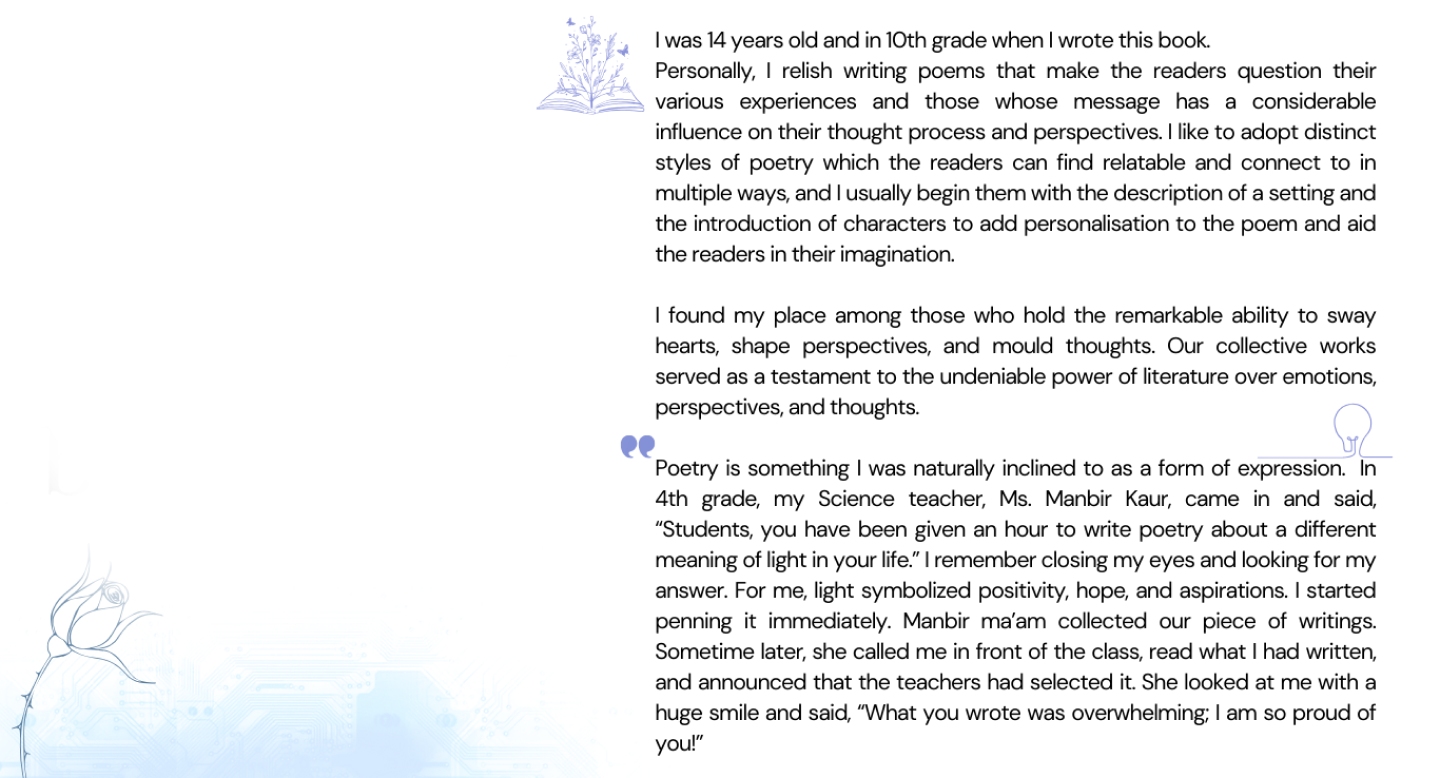 I was 14 years old and in 10th grade when I wrote this book.
Personally, I relish writing poems that make the readers question their
various experiences and those whose message has a considerable
influence on their thought process and perspectives. I like to adopt distinct
styles of poetry which the readers can find relatable and connect to in
multiple ways, and I usually begin them with the description of a setting and
the introduction of characters to add personalisation to the poem and aid
the readers in their imagination.
I found my place among those who hold the remarkable ability to sway
hearts, shape perspectives, and mould thoughts. Our collective works
served as a testament to the undeniable power of literature over emotions,
perspectives, and thoughts.
Poetry is something I was naturally inclined to as a form of expression. In
4th grade, my Science teacher, Ms. Manbir Kaur, came in and said,
“Students, you have been given an hour to write poetry about a different
meaning of light in your life.” I remember closing my eyes and looking for my
answer. For me, light symbolized positivity, hope, and aspirations. I started
penning it immediately. Manbir ma’am collected our piece of writings.
Sometime later, she called me in front of the class, read what I had written,
and announced that the teachers had selected it. She looked at me with a
huge smile and said, “What you wrote was overwhelming; I am so proud of
you!”